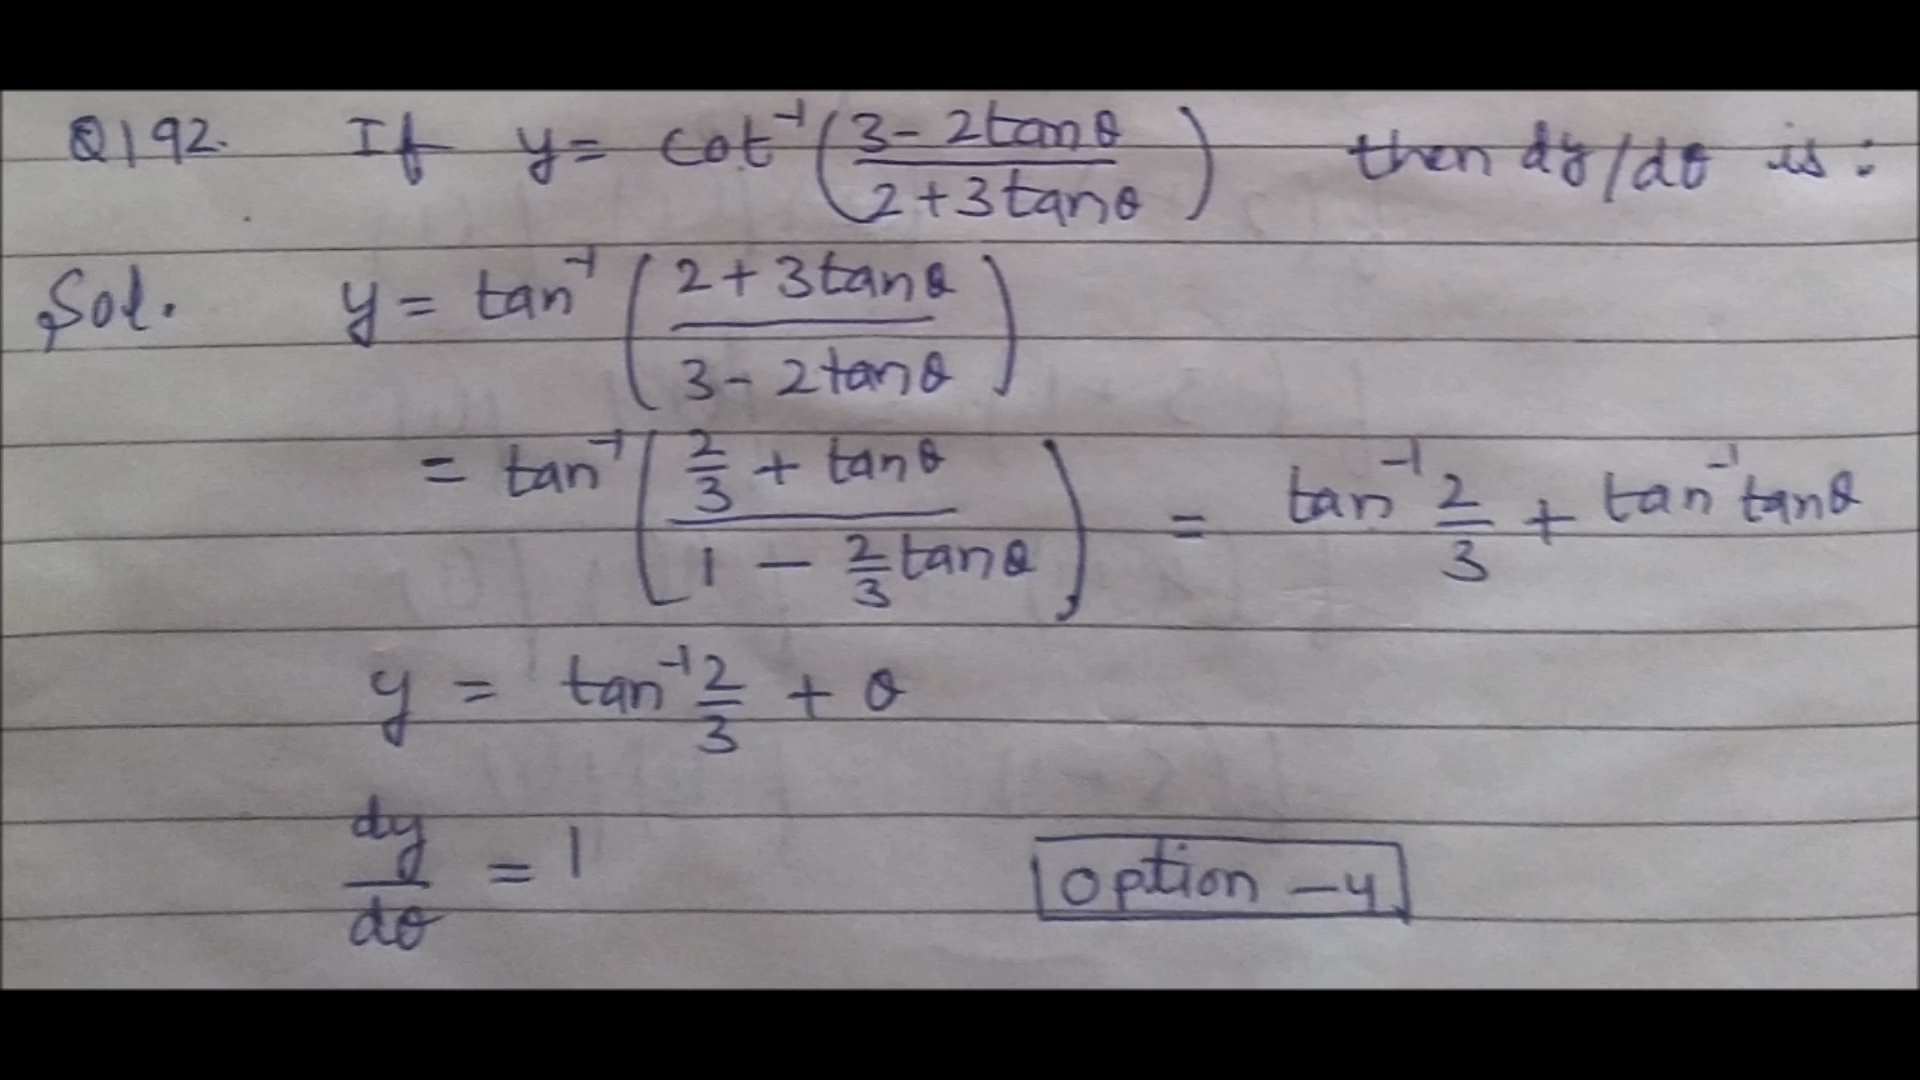 Q192. If y = cot⁻¹ ( (3 - 2tanθ) / (2 + 3tanθ) ) then dy/dθ is :
Sol. y = tan⁻¹ ( (2 + 3tanθ) / (3 - 2tanθ) )
= tan⁻¹ ( (2/3 + tanθ) / (1 - 2/3 tanθ) ) = tan⁻¹ 2/3 + tan⁻¹ tanθ
y = tan⁻¹ 2/3 + θ
dy/dθ = 1 option - 4